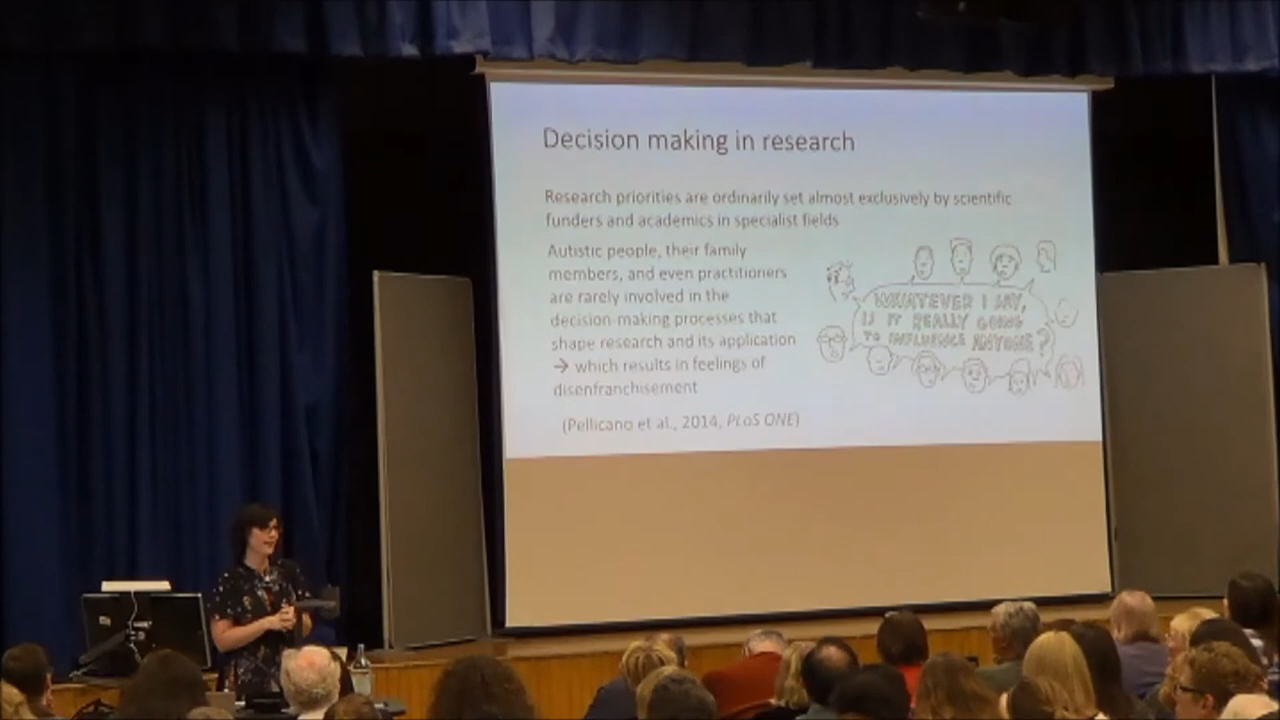 Decision making in research
Research priorities are ordinarily set almost exclusively by scientific
funders and academics in specialist fields
Autistic people, their family
members, and even practitioners
are rarely involved in the
decision-making processes that
shape research and its application
→ which results in feelings of
disenfranchisement
(Pellicano et al., 2014, PLoS ONE)
WHATEVER I SAY,
IS IT REALLY GOING
TO INFLUENCE ANYONE?